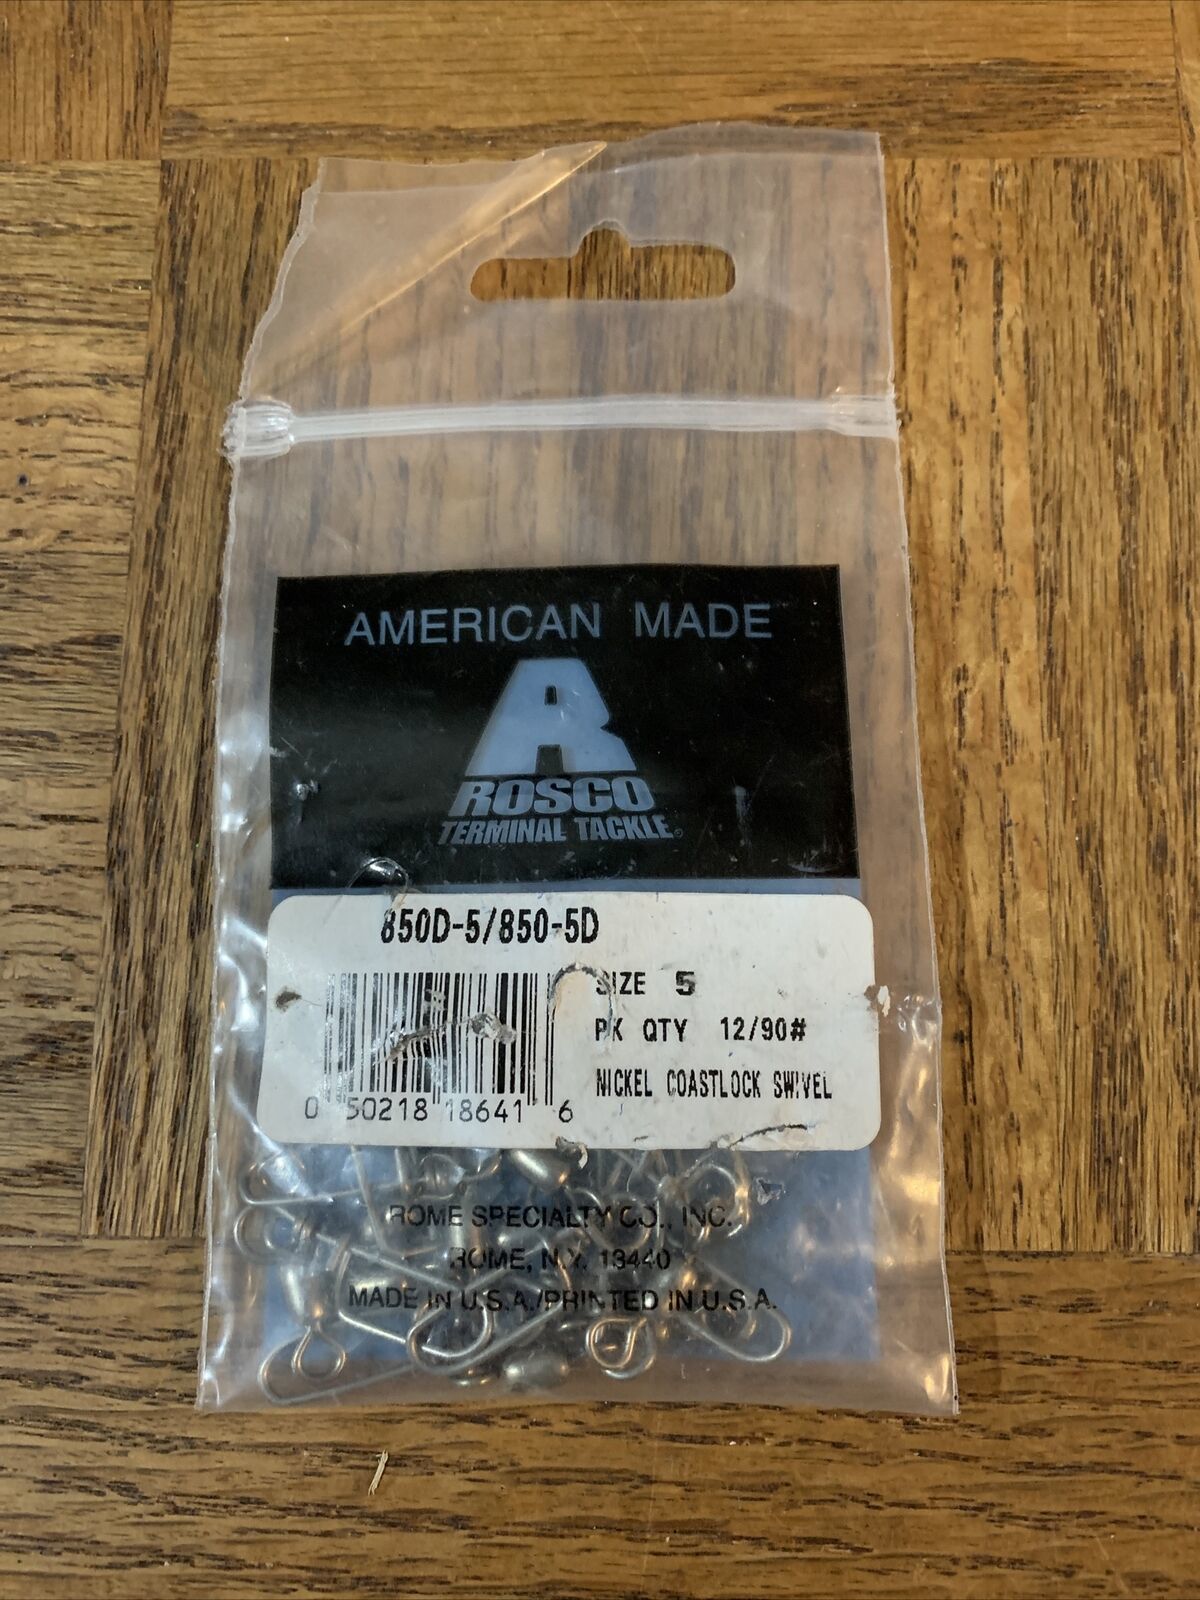 AMERICAN MADE
R
ROSCO
TERMINAL TACKLE®
850D-5/850-5D
SIZE 5
PK QTY 12/90#
NICKEL COASTLOCK SWIVEL
0 50218 18641 6
ROME SPECIALTY CO., INC.
ROME, N.Y. 13440
MADE IN U.S.A./PRINTED IN U.S.A.